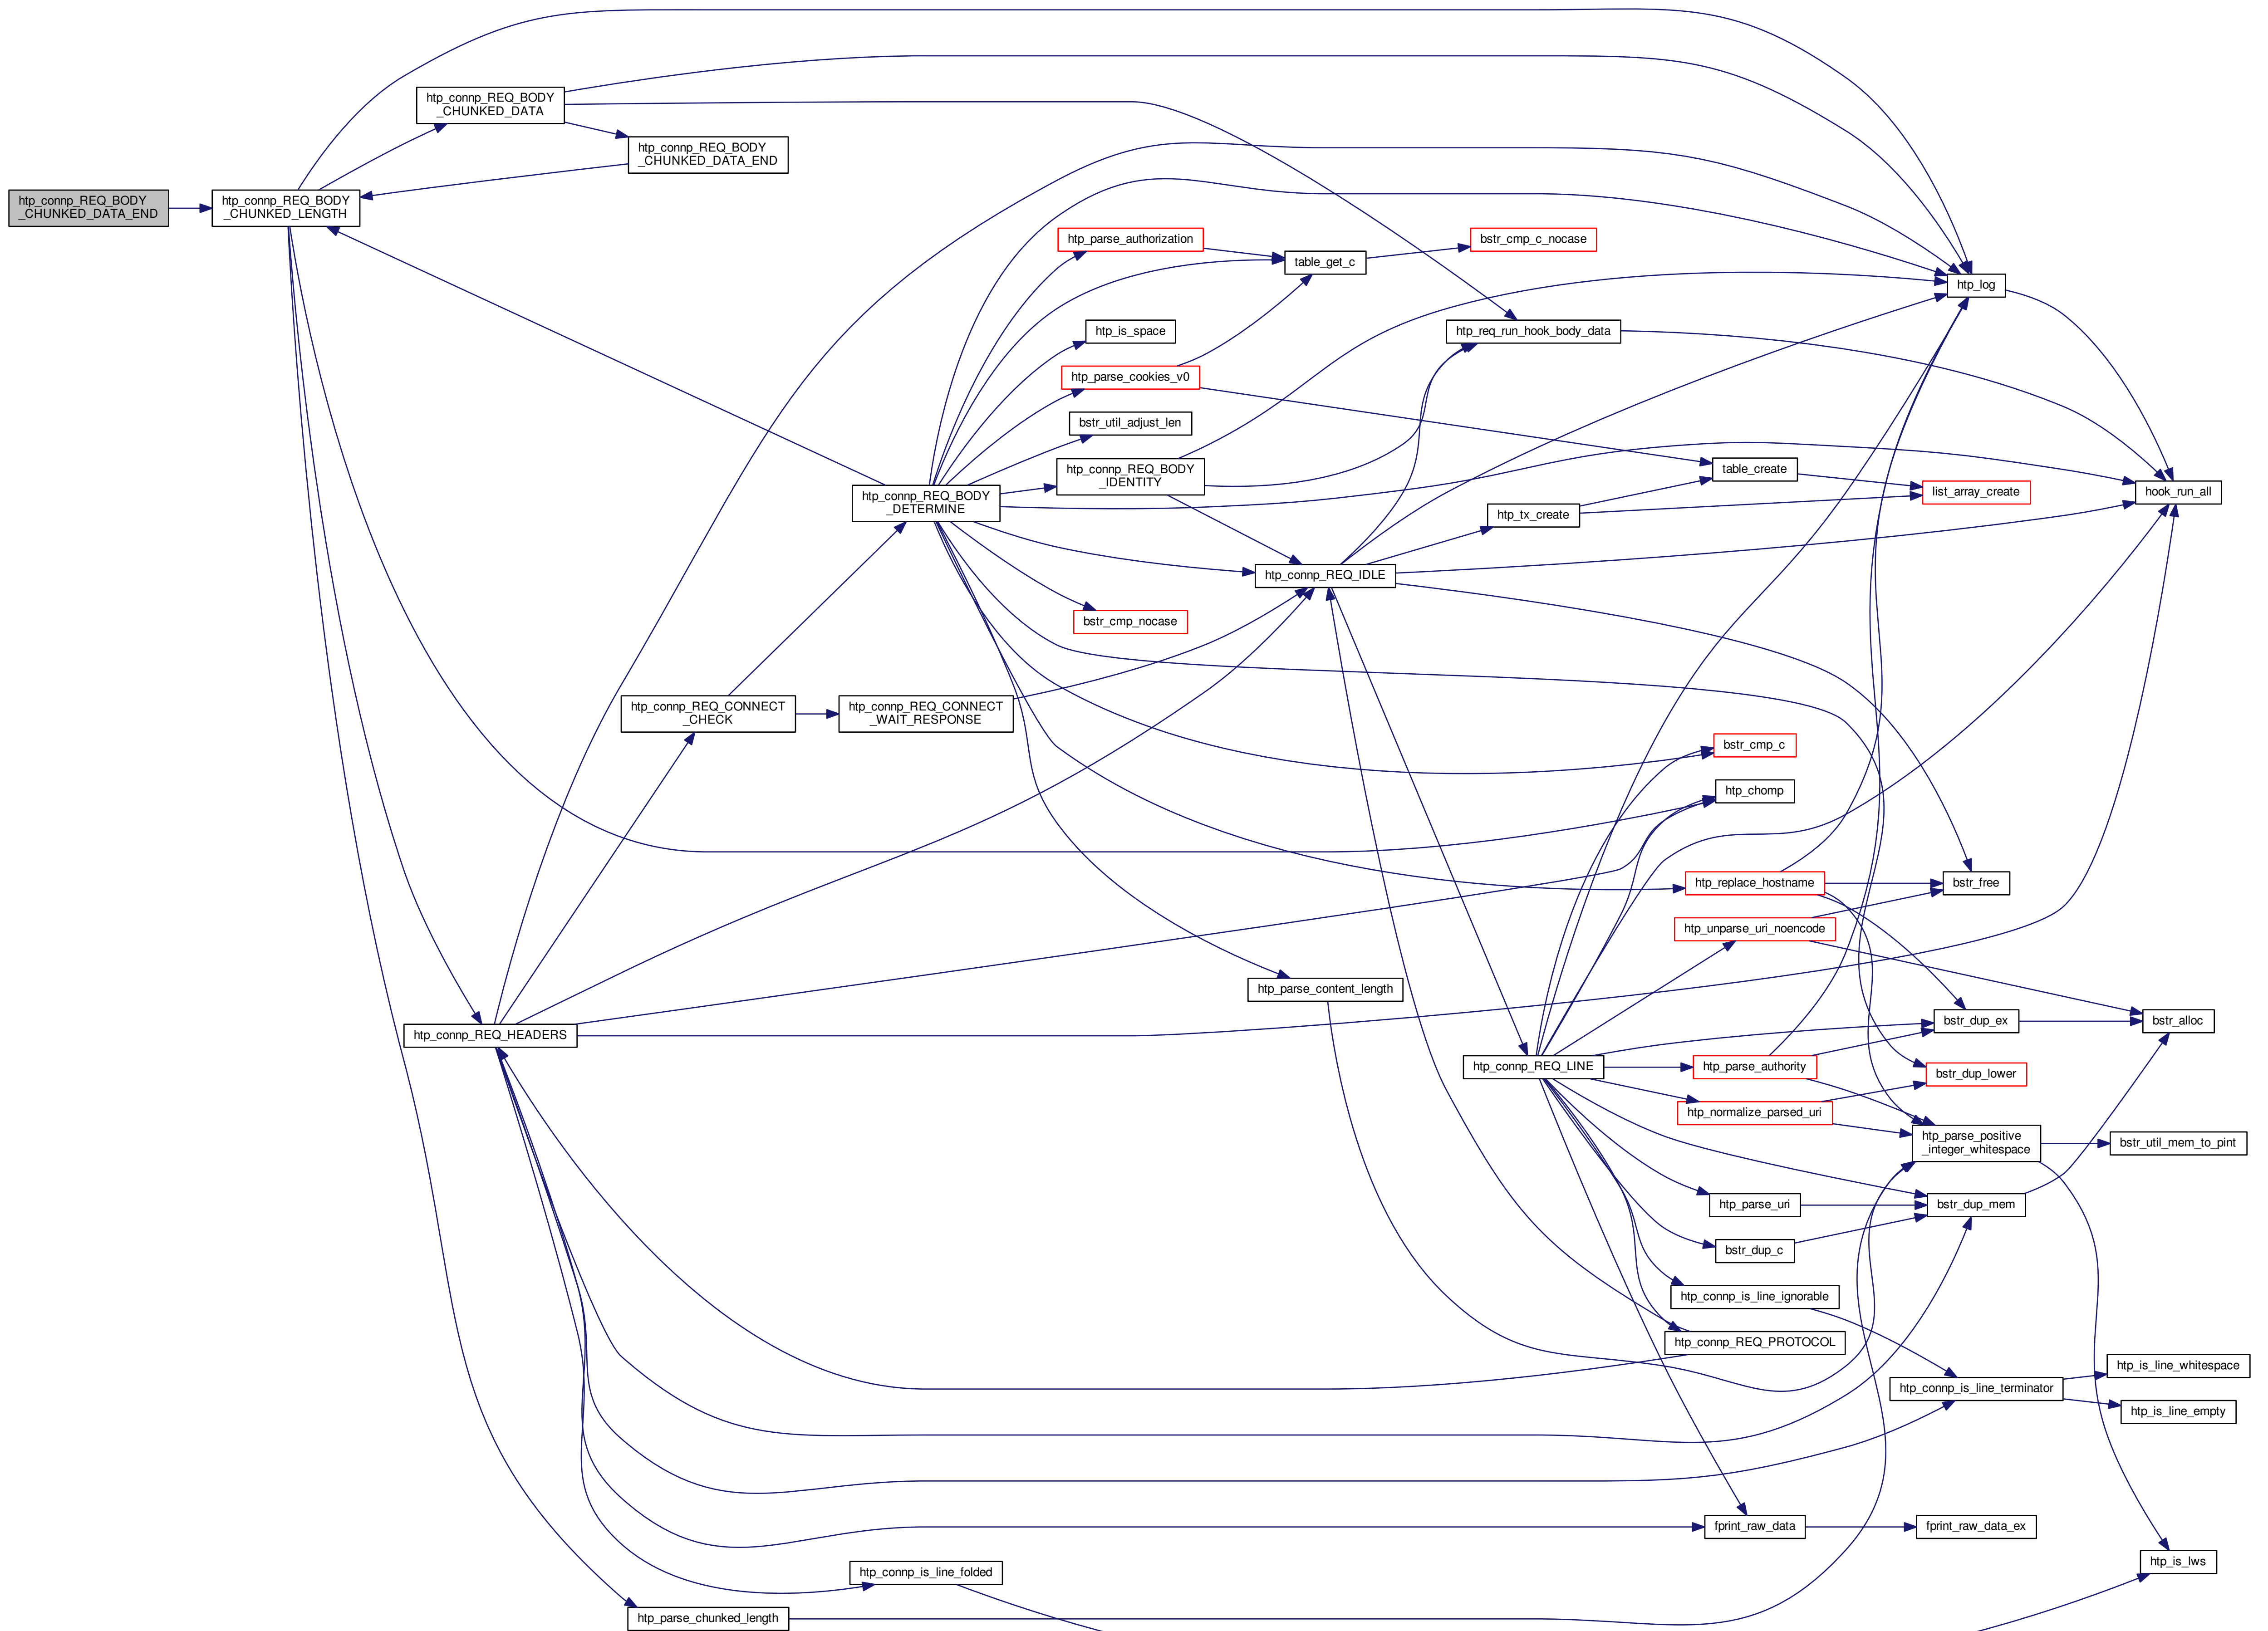 htp_connp_REQ_BODY
_CHUNKED_DATA_END
htp_connp_REQ_BODY
_CHUNKED_LENGTH
htp_connp_REQ_BODY
_CHUNKED_DATA
htp_connp_REQ_BODY
_CHUNKED_DATA_END
htp_connp_REQ_HEADERS
htp_connp_REQ_CONNECT
_CHECK
htp_parse_chunked_length
htp_connp_REQ_BODY
_DETERMINE
htp_connp_REQ_CONNECT
_WAIT_RESPONSE
htp_connp_is_line_folded
htp_parse_authorization
htp_is_space
htp_parse_cookies_v0
bstr_util_adjust_len
htp_connp_REQ_BODY
_IDENTITY
bstr_cmp_nocase
table_get_c
htp_connp_REQ_IDLE
htp_parse_content_length
bstr_cmp_c_nocase
htp_req_run_hook_body_data
htp_tx_create
htp_connp_REQ_LINE
table_create
bstr_cmp_c
htp_chomp
htp_replace_hostname
htp_unparse_uri_noencode
htp_parse_authority
htp_normalize_parsed_uri
htp_parse_uri
bstr_dup_c
htp_connp_is_line_ignorable
htp_connp_REQ_PROTOCOL
fprint_raw_data
htp_log
list_array_create
bstr_free
bstr_dup_ex
bstr_dup_lower
htp_parse_positive
_integer_whitespace
bstr_dup_mem
htp_connp_is_line_terminator
fprint_raw_data_ex
hook_run_all
bstr_alloc
bstr_util_mem_to_pint
htp_is_line_whitespace
htp_is_line_empty
htp_is_lws